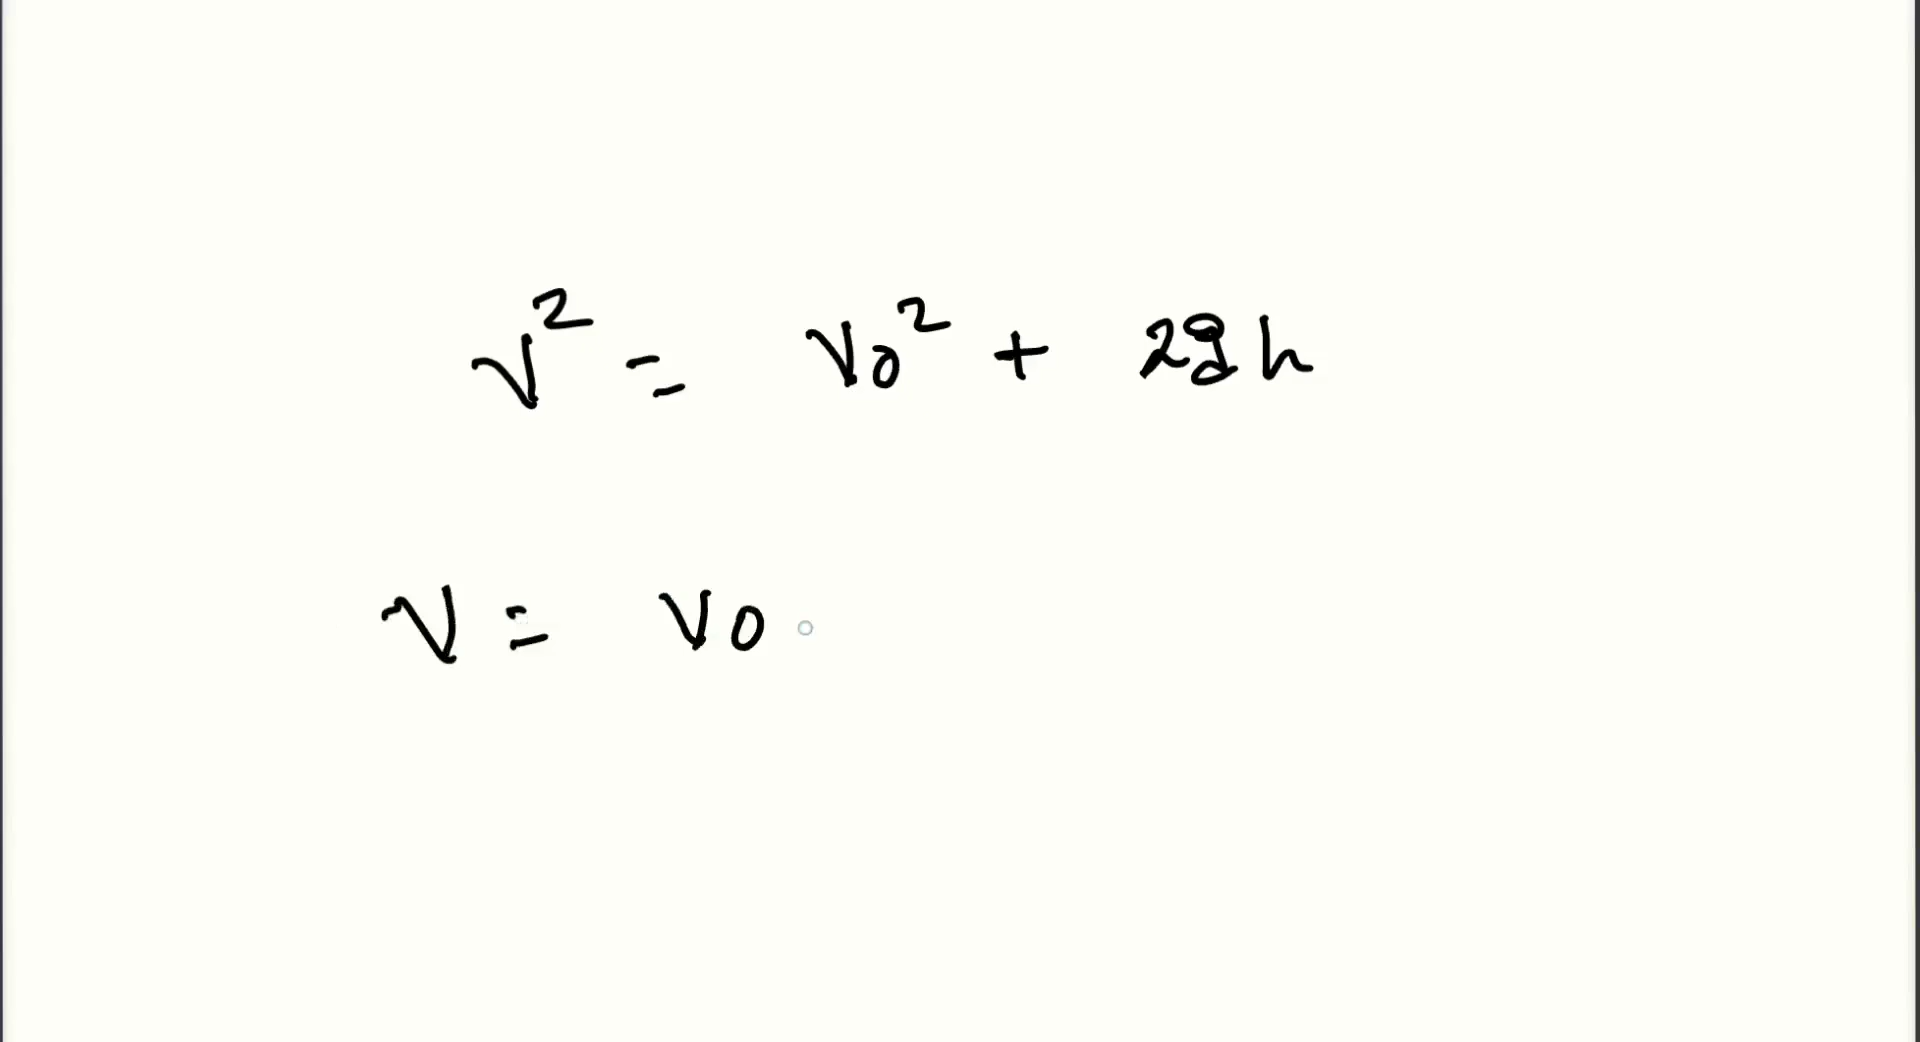 v² = v₀² + 2gh
v = v₀